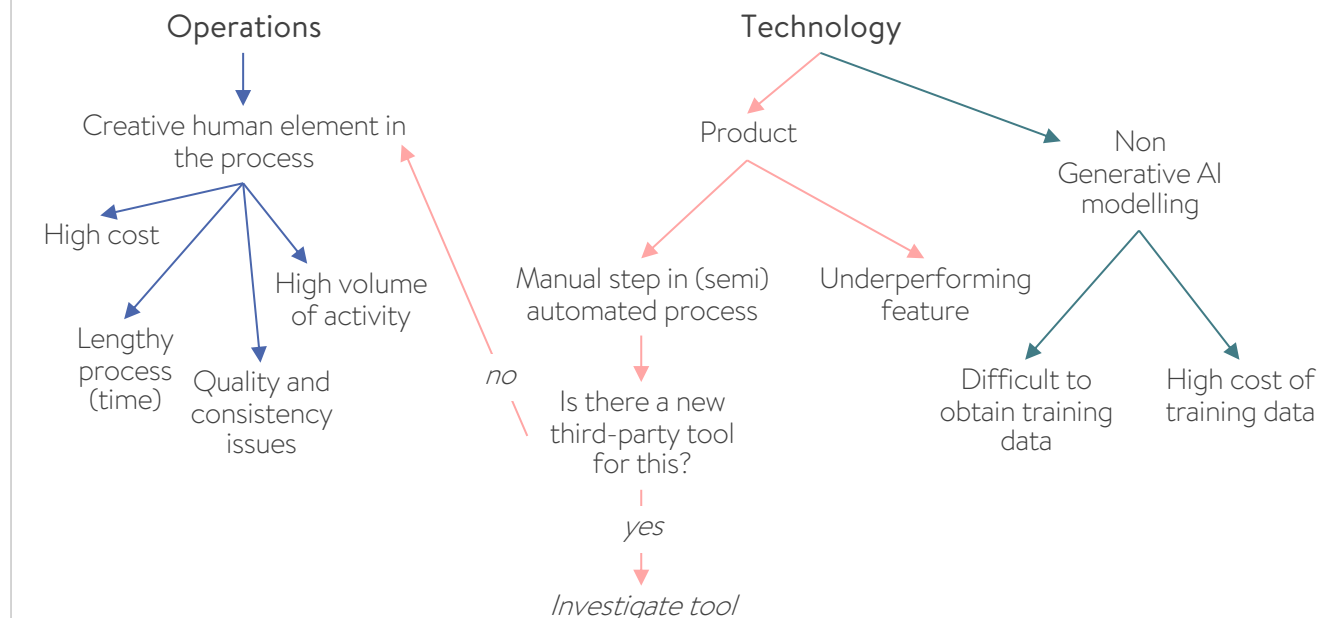 Operations
Creative human element in
the process
High cost
Lengthy
process
(time)
Quality and
consistency
issues
High volume
of activity
Technology
Product
Manual step in (semi)
automated process
Is there a new
third-party tool
for this?
no
yes
Investigate tool
Underperforming
feature
Non
Generative AI
modelling
Difficult to
obtain training
data
High cost of
training data